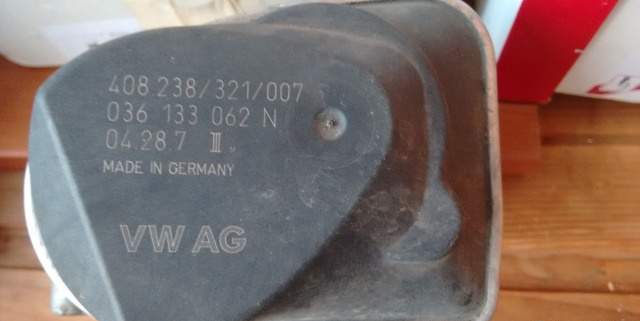 408 238/321/007
036 133 062 N
04.28.7 III
MADE IN GERMANY
VW AG